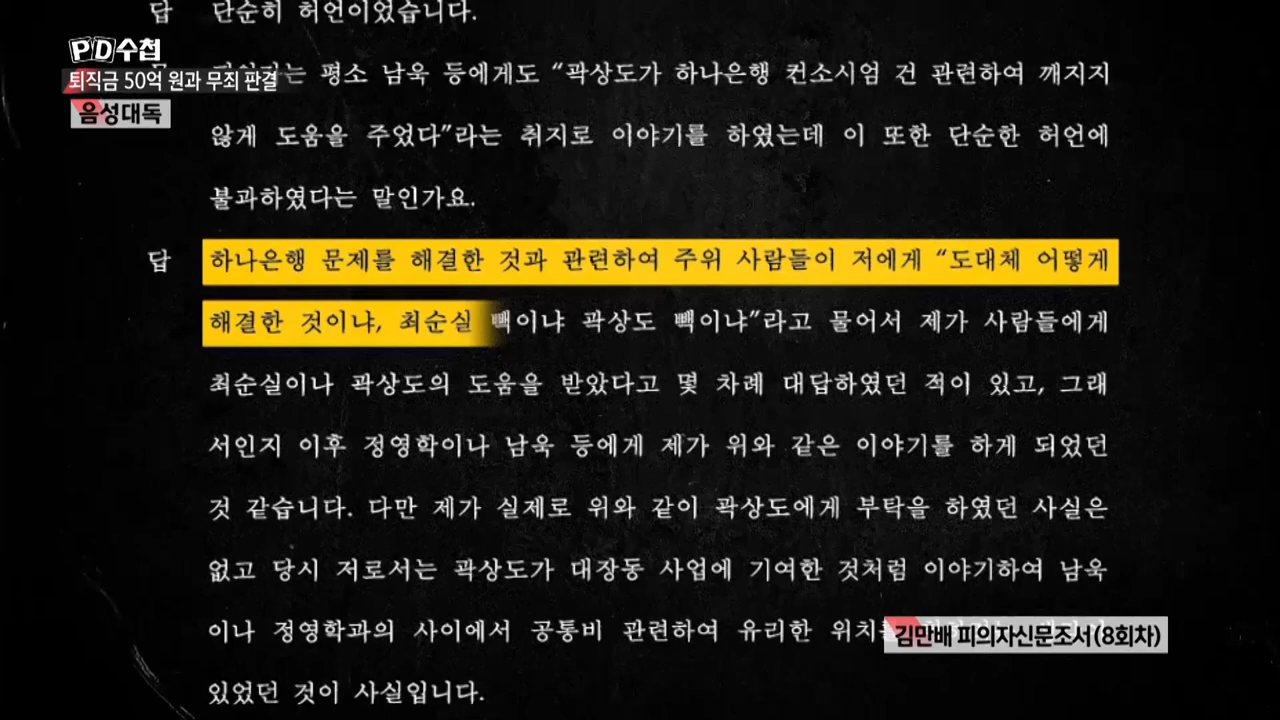 답 단순히 허언이었습니다.
PD수첩
퇴직금 50억 원과 무죄 판결
음성대독
평소 남욱 등에게도 “곽상도가 하나은행 컨소시엄 건 관련하여 깨지지
않게 도움을 주었다”라는 취지로 이야기를 하였는데 이 또한 단순한 허언에
불과하였다는 말인가요.
답 하나은행 문제를 해결한 것과 관련하여 주위 사람들이 저에게 “도대체 어떻게
해결한 것이냐, 최순실 빽이냐 곽상도 빽이냐”라고 물어서 제가 사람들에게
최순실이나 곽상도의 도움을 받았다고 몇 차례 대답하였던 적이 있고, 그래
서인지 이후 정영학이나 남욱 등에게 제가 위와 같은 이야기를 하게 되었던
것 같습니다. 다만 제가 실제로 위와 같이 곽상도에게 부탁을 하였던 사실은
없고 당시 저로서는 곽상도가 대장동 사업에 기여한 것처럼 이야기하여 남욱
이나 정영학과의 사이에서 공통비 관련하여 유리한 위치를
김만배 피의자신문조서(8회차)
있었던 것이 사실입니다.